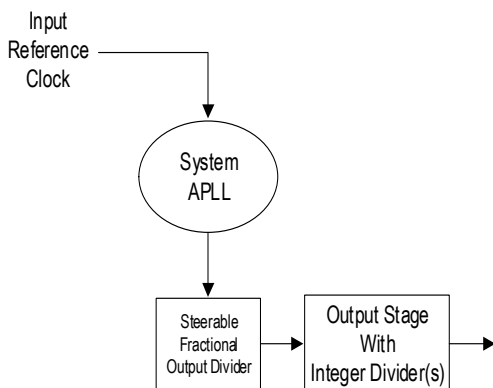 Input
Reference
Clock
System
APLL
Steerable
Fractional
Output Divider
Output Stage
With
Integer Divider(s)